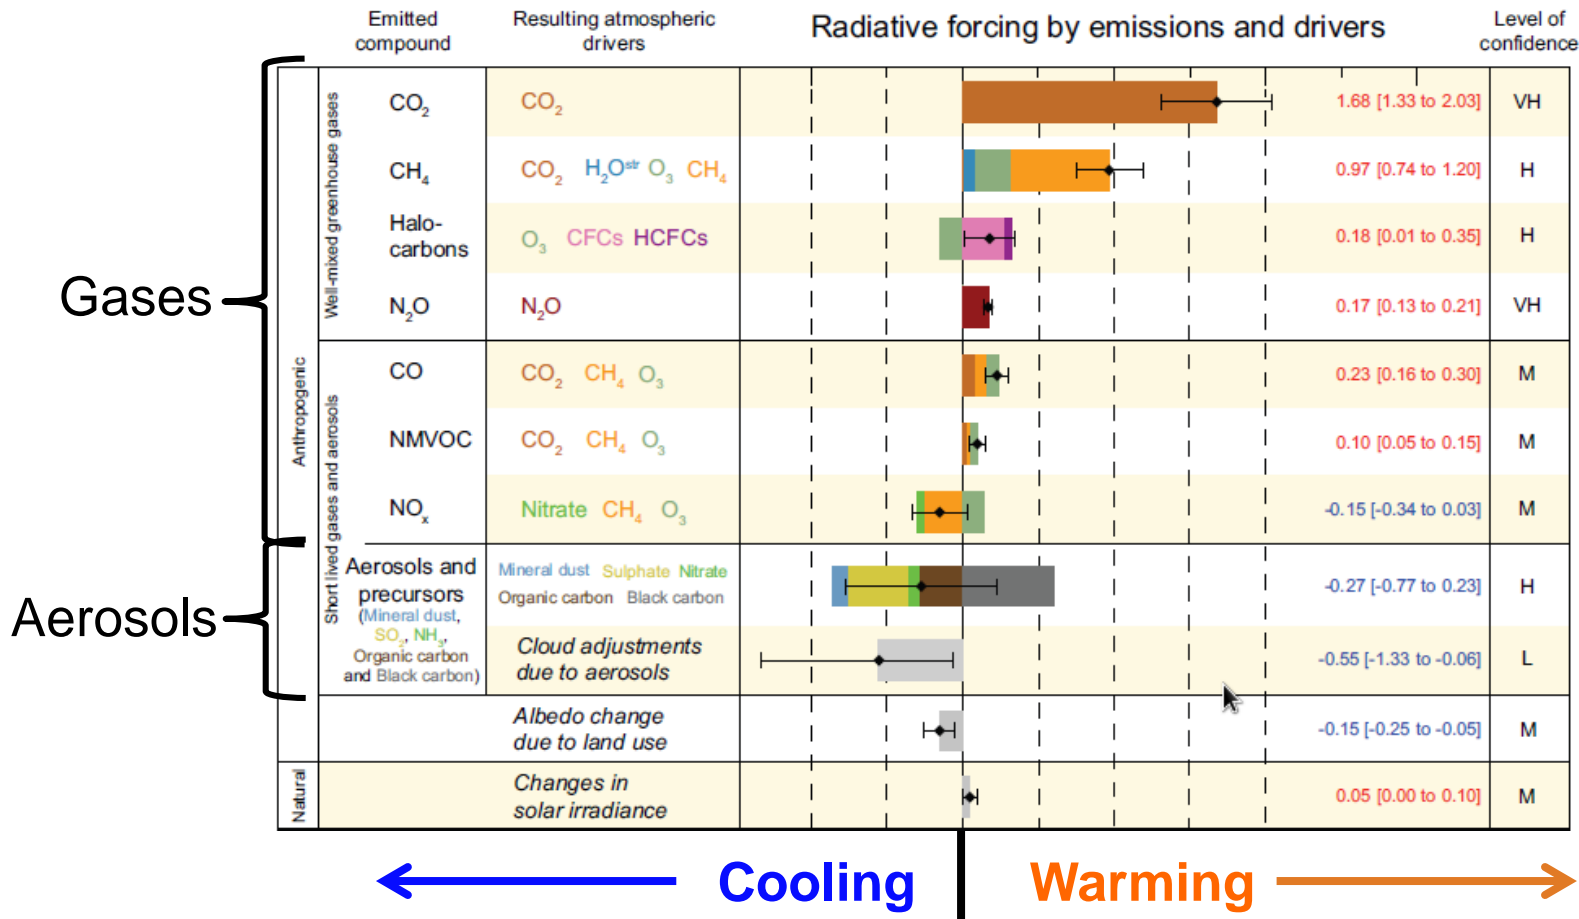 Emitted compound
Resulting atmospheric drivers
Radiative forcing by emissions and drivers
Level of confidence
Gases
Aerosols
Anthropogenic
Natural
Well-mixed greenhouse gases
Short lived gases and aerosols
CO₂ CO₂ 1.68 [1.33 to 2.03] VH
CH₄ CO₂ H₂Oˢᵗʳ O₃ CH₄ 0.97 [0.74 to 1.20] H
Halo-
carbons O₃ CFCs HCFCs 0.18 [0.01 to 0.35] H
N₂O N₂O 0.17 [0.13 to 0.21] VH
CO CO₂ CH₄ O₃ 0.23 [0.16 to 0.30] M
NMVOC CO₂ CH₄ O₃ 0.10 [0.05 to 0.15] M
NOₓ Nitrate CH₄ O₃ -0.15 [-0.34 to 0.03] M
Aerosols and
precursors
(Mineral dust,
SO₂, NH₃,
Organic carbon
and Black carbon)
Mineral dust Sulphate Nitrate
Organic carbon Black carbon
-0.27 [-0.77 to 0.23] H
Cloud adjustments
due to aerosols
-0.55 [-1.33 to -0.06] L
Albedo change
due to land use
-0.15 [-0.25 to -0.05] M
Changes in
solar irradiance
0.05 [0.00 to 0.10] M
Cooling
Warming